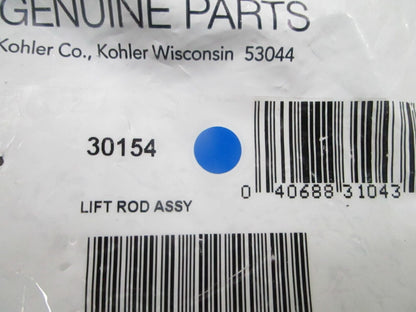 GENUINE PARTS
Kohler Co., Kohler Wisconsin 53044
30154
0 40688 31043
LIFT ROD ASSY